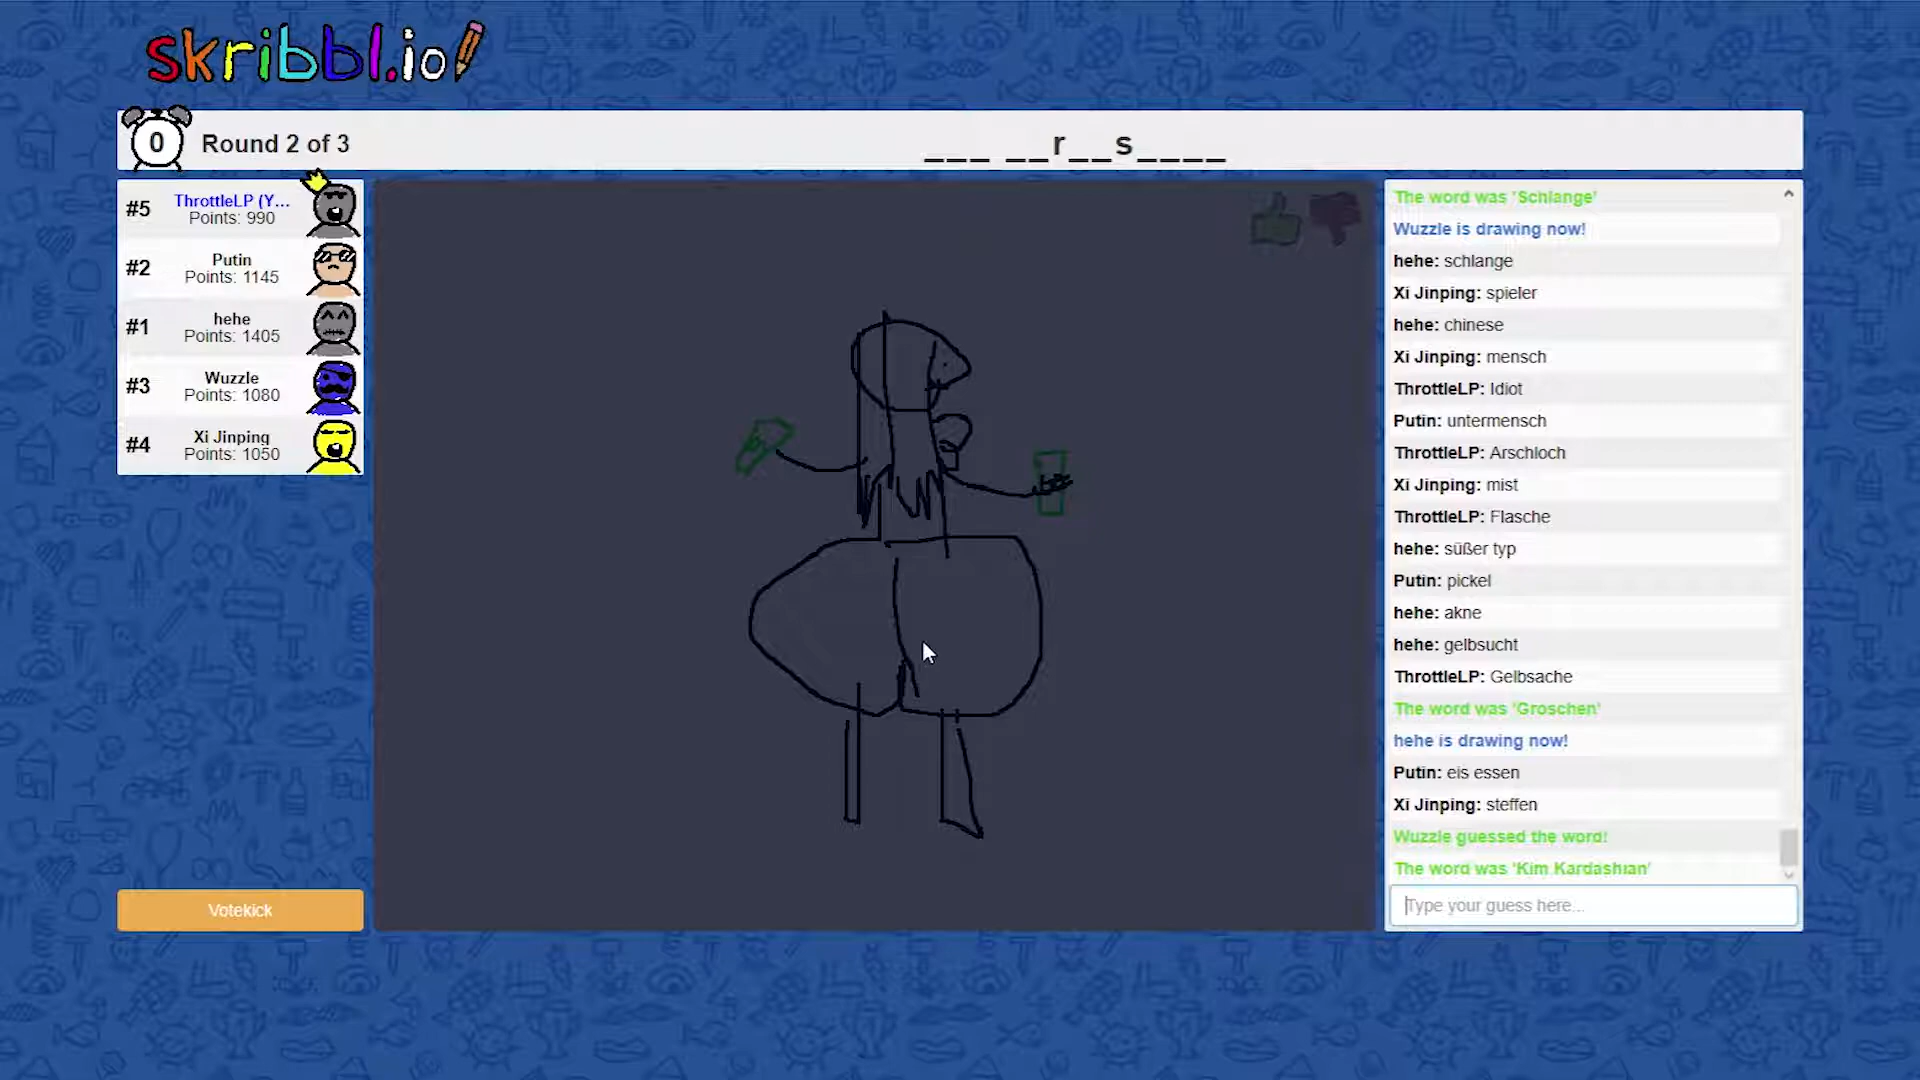 skribbl.io
0
Round 2 of 3
___ __r__s____
#5
ThrottleLP (Y...
Points: 990
#2
Putin
Points: 1145
#1
hehe
Points: 1405
#3
Wuzzle
Points: 1080
#4
Xi Jinping
Points: 1050
Votekick
The word was 'Schlange'
Wuzzle is drawing now!
hehe: schlange
Xi Jinping: spieler
hehe: chinese
Xi Jinping: mensch
ThrottleLP: Idiot
Putin: untermensch
ThrottleLP: Arschloch
Xi Jinping: mist
ThrottleLP: Flasche
hehe: süßer typ
Putin: pickel
hehe: akne
hehe: gelbsucht
ThrottleLP: Gelbsache
The word was 'Groschen'
hehe is drawing now!
Putin: eis essen
Xi Jinping: steffen
Wuzzle guessed the word!
The word was 'Kim Kardashian'
Type your guess here...